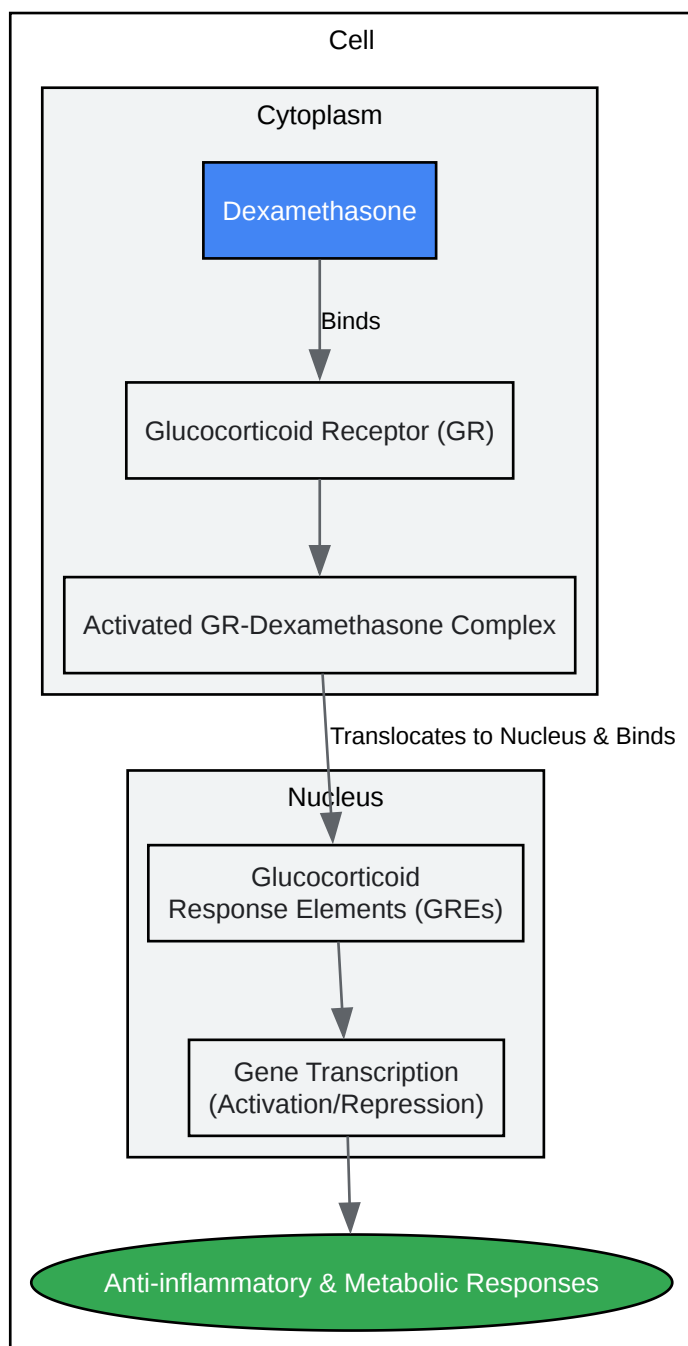 Cell
Cytoplasm
Dexamethasone
Binds
Glucocorticoid Receptor (GR)
Activated GR-Dexamethasone Complex
Translocates to Nucleus & Binds
Nucleus
Glucocorticoid
Response Elements (GREs)
Gene Transcription
(Activation/Repression)
Anti-inflammatory & Metabolic Responses